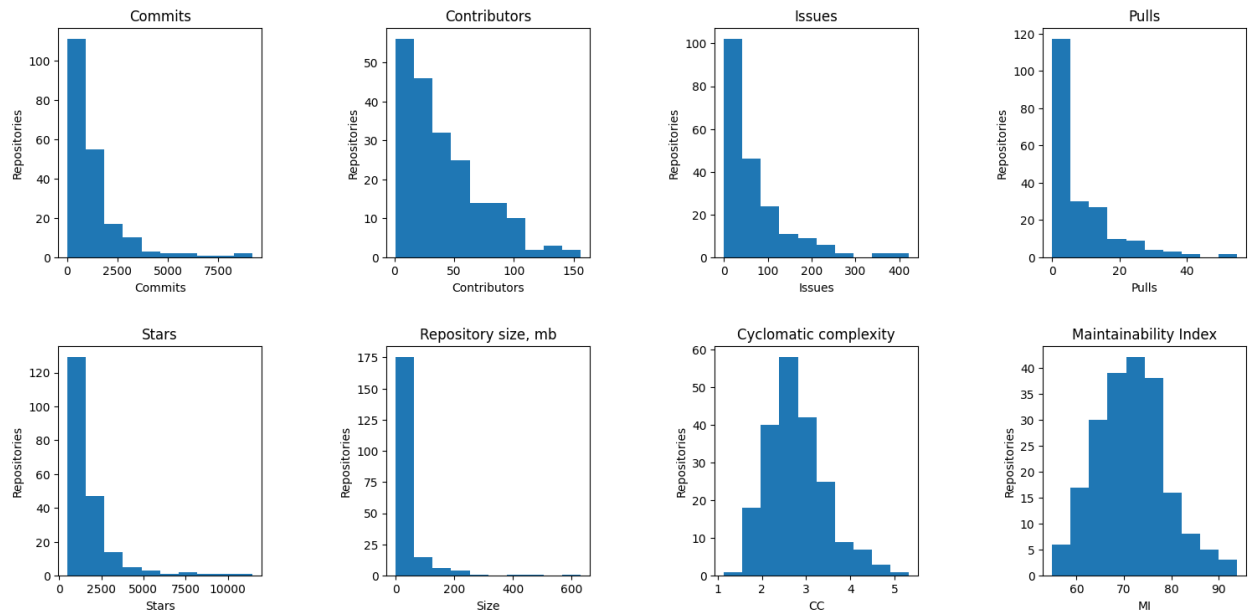 Commits
Repositories
100
80
60
40
20
0
0 2500 5000 7500
Commits
Contributors
Repositories
50
40
30
20
10
0
0 50 100 150
Contributors
Issues
Repositories
100
80
60
40
20
0
0 100 200 300 400
Issues
Pulls
Repositories
120
100
80
60
40
20
0
0 20 40
Pulls
Stars
Repositories
120
100
80
60
40
20
0
0 2500 5000 7500 10000
Stars
Repository size, mb
Repositories
175
150
125
100
75
50
25
0
0 200 400 600
Size
Cyclomatic complexity
Repositories
60
50
40
30
20
10
0
1 2 3 4 5
CC
Maintainability Index
Repositories
40
35
30
25
20
15
10
5
0
60 70 80 90
MI